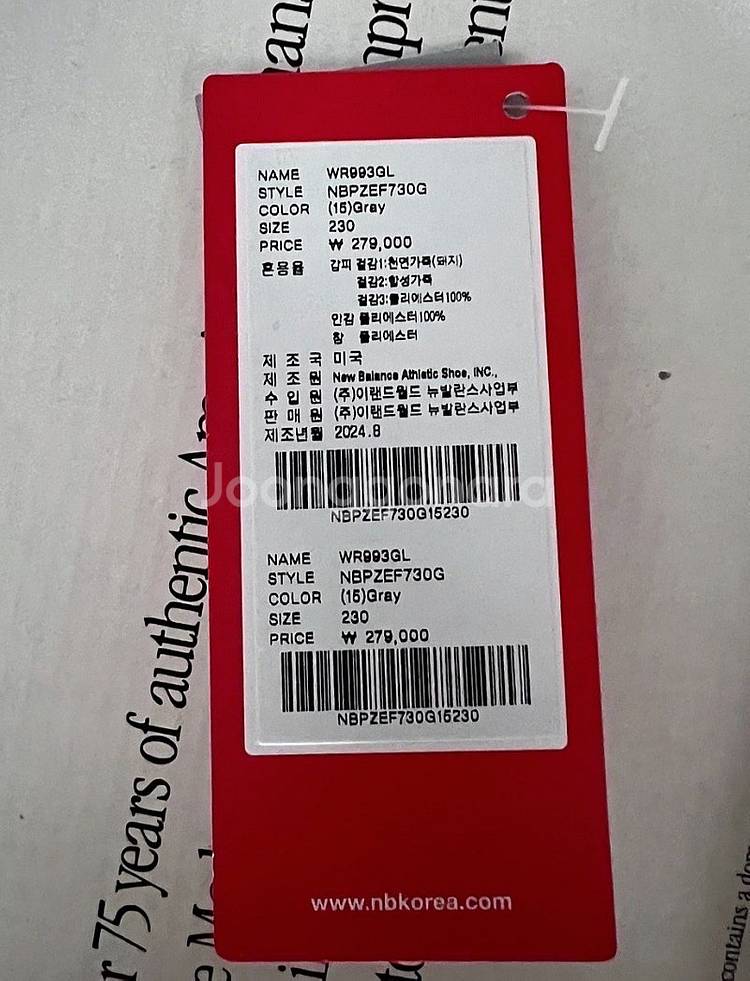 NAME WR993GL
STYLE NBPZEF730G
COLOR (15)Gray
SIZE 230
PRICE ₩ 279,000
혼용율 갑피 겉감1:천연가죽(돼지)
겉감2:합성가죽
겉감3:폴리에스터100%
안감 폴리에스터100%
창 폴리에스터
제 조 국 미국
제 조 원 New Balance Athletic Shoe, INC.,
수 입 원 (주)이랜드월드 뉴발란스사업부
판 매 원 (주)이랜드월드 뉴발란스사업부
제조년월 2024.8
NBPZEF730G15230
NAME WR993GL
STYLE NBPZEF730G
COLOR (15)Gray
SIZE 230
PRICE ₩ 279,000
NBPZEF730G15230
www.nbkorea.com
75 years of authentic
contains a
Joongonara